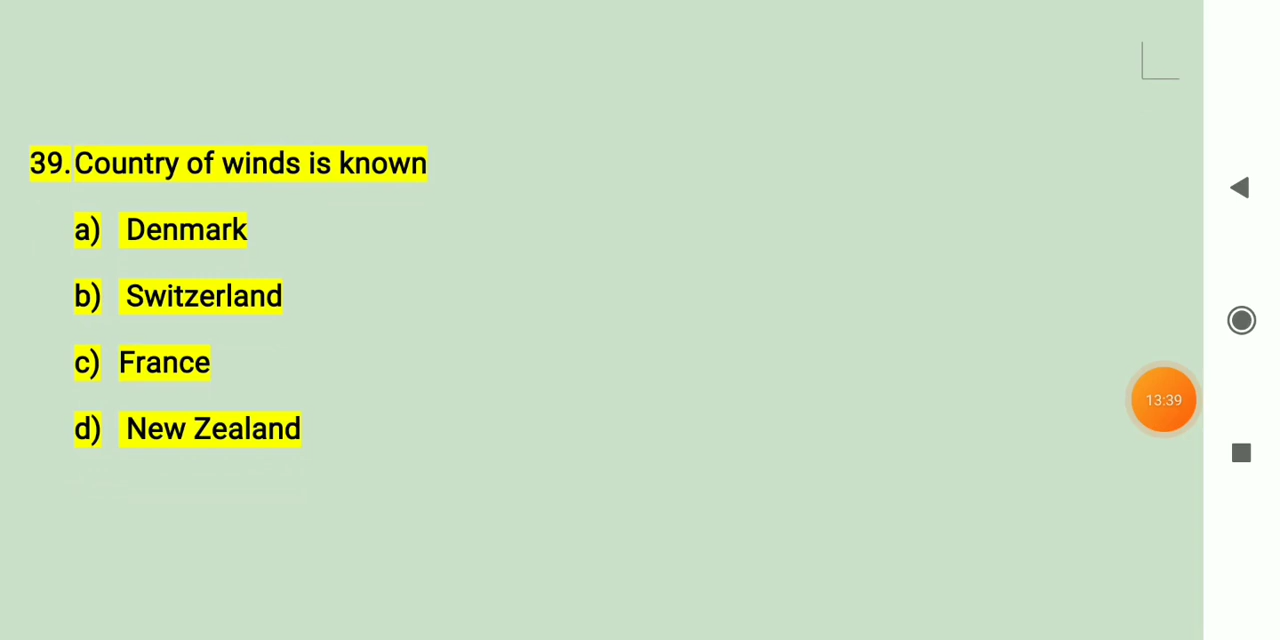 39. Country of winds is known
a) Denmark
b) Switzerland
c) France
d) New Zealand
13:39